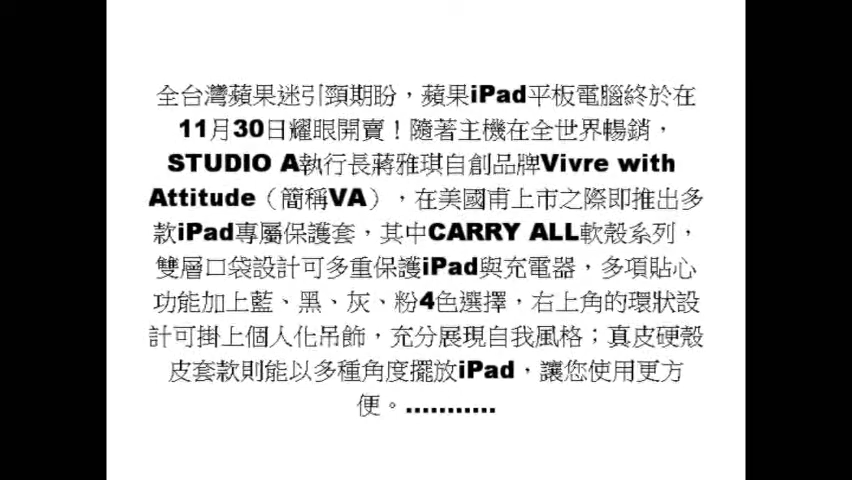 全台灣蘋果迷引頸期盼，蘋果iPad平板電腦終於在
11月30日耀眼開賣！隨著主機在全世界暢銷，
STUDIO A執行長蔣雅琪自創品牌Vivre with
Attitude（簡稱VA），在美國甫上市之際即推出多
款iPad專屬保護套，其中CARRY ALL軟殼系列，
雙層口袋設計可多重保護iPad與充電器，多項貼心
功能加上藍、黑、灰、粉4色選擇，右上角的環狀設
計可掛上個人化吊飾，充分展現自我風格；真皮硬殼
皮套款則能以多種角度擺放iPad，讓您使用更方
便。...........